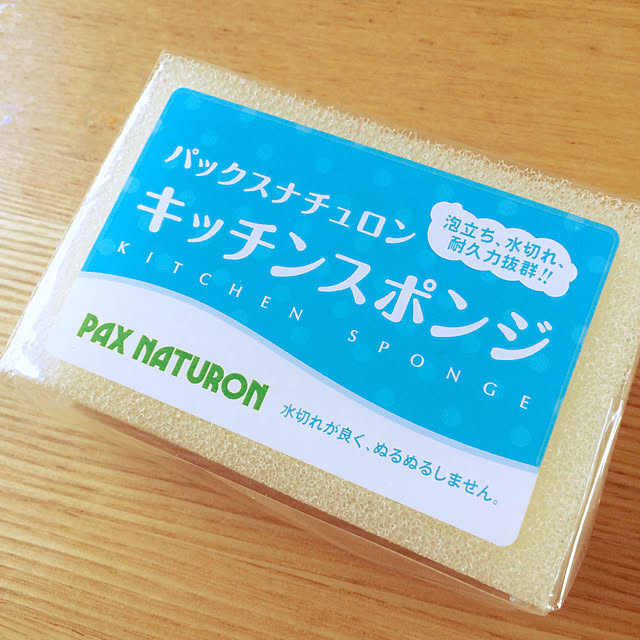 パックスナチュロン
キッチンスポンジ
KITCHEN SPONGE
泡立ち、水切れ、
耐久力抜群!!
PAX NATURON
水切れが良く、ぬるぬるしません。